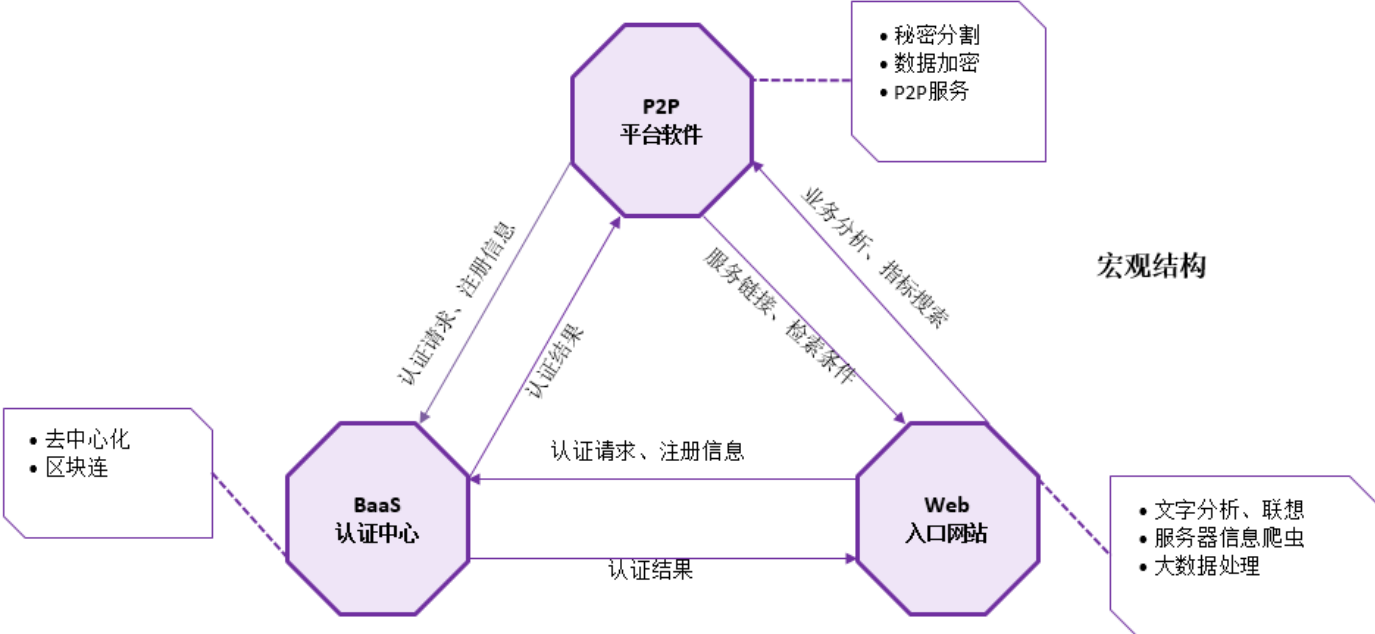 • 秘密分割
• 数据加密
• P2P服务
P2P
平台软件
业务分析、指标搜索
宏观结构
认证请求、注册信息
认证结果
服务链接、检索条件
• 去中心化
• 区块连
认证请求、注册信息
BaaS
认证中心
Web
入口网站
• 文字分析、联想
• 服务器信息爬虫
• 大数据处理
认证结果